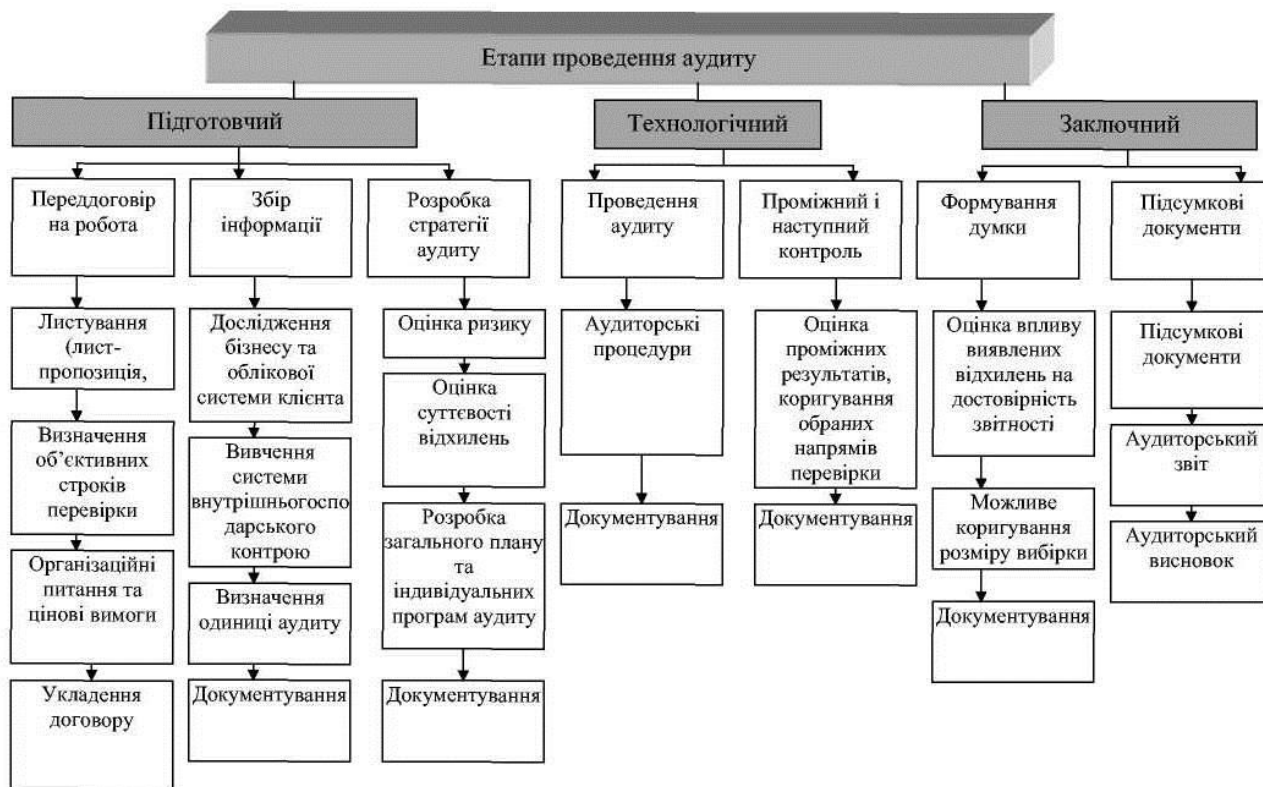 Етапи проведення аудиту
Підготовчий
Технологічний
Заключний
Переддоговір
на робота
Збір
інформації
Розробка
стратегії
аудиту
Проведення
аудиту
Проміжний і
наступний
контроль
Формування
думки
Підсумкові
документи
Листування
(лист-
пропозиція,
Визначення
об’єктивних
строків
перевірки
Організаційні
питання та
цінові вимоги
Укладення
договору
Дослідження
бізнесу та
облікової
системи клієнта
Вивчення
системи
внутрішньогоспо
дарського
контрою
Визначення
одиниці аудиту
Документування
Оцінка ризику
Оцінка
суттєвості
відхилень
Розробка
загального плану
та
індивідуальних
програм аудиту
Документування
Аудиторські
процедури
Документування
Оцінка
проміжних
результатів,
коригування
обраних
напрямів
перевірки
Документування
Оцінка впливу
виявлених
відхилень на
достовірність
звітності
Можливе
коригування
розміру вибірки
Документування
Підсумкові
документи
Аудиторський
звіт
Аудиторський
висновок